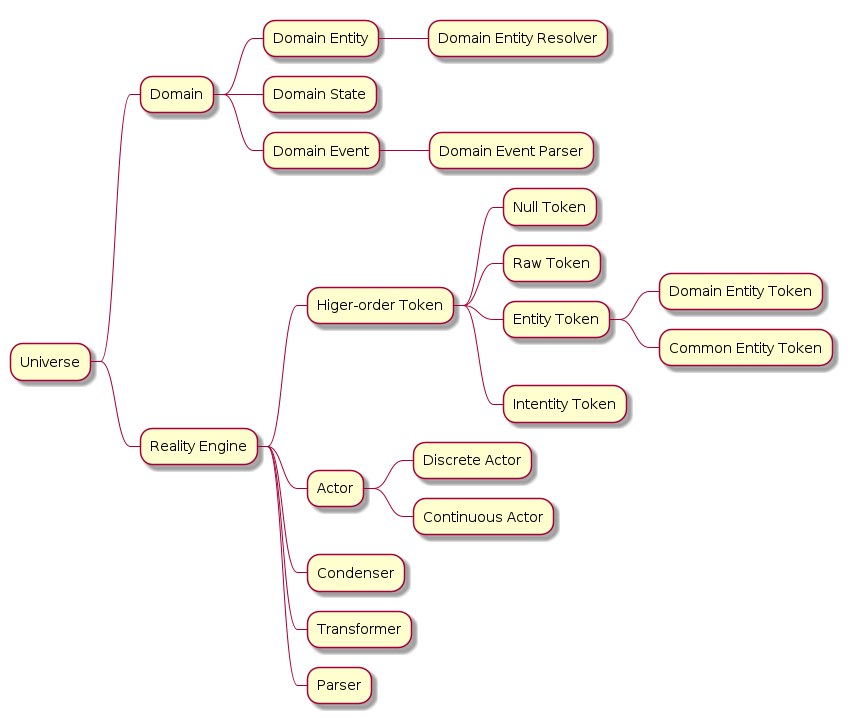 Universe
Domain
Domain Entity
Domain Entity Resolver
Domain State
Domain Event
Domain Event Parser
Reality Engine
Higer-order Token
Null Token
Raw Token
Entity Token
Domain Entity Token
Common Entity Token
Intentity Token
Actor
Discrete Actor
Continuous Actor
Condenser
Transformer
Parser